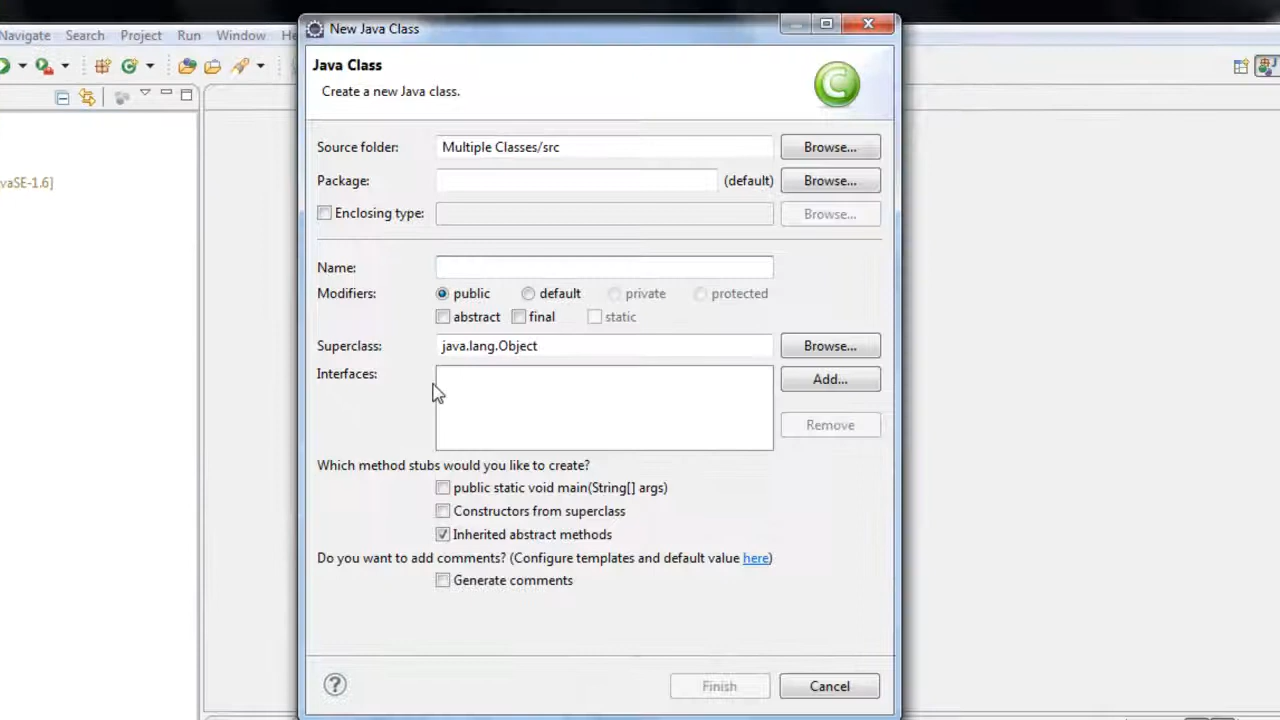 New Java Class
Navigate Search Project Run Window He
Java Class
Create a new Java class.
Source folder: Multiple Classes/src Browse...
Package: (default) Browse...
vaSE-1.6]
Enclosing type: Browse...
Name:
Modifiers: public default private protected
abstract final static
Superclass: java.lang.Object Browse...
Interfaces: Add...
Remove
Which method stubs would you like to create?
public static void main(String[] args)
Constructors from superclass
Inherited abstract methods
Do you want to add comments? (Configure templates and default value here)
Generate comments
Finish Cancel